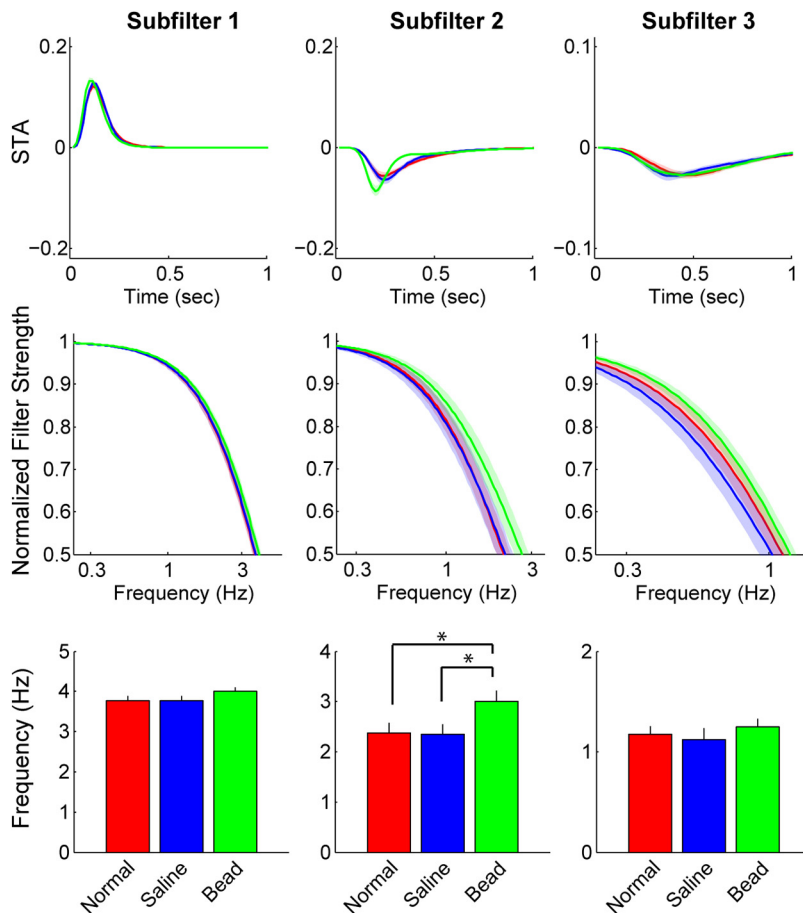 Subfilter 1 Subfilter 2 Subfilter 3
STA
0.2 0 −0.2
0 0.5 1
Time (sec)
0.2 0 −0.2
0 0.5 1
Time (sec)
0.1 0 −0.1
0 0.5 1
Time (sec)
Normalized Filter Strength
1 0.9 0.8 0.7 0.6 0.5
0.3 1 3
Frequency (Hz)
1 0.9 0.8 0.7 0.6 0.5
0.3 1 3
Frequency (Hz)
1 0.9 0.8 0.7 0.6 0.5
0.3 1
Frequency (Hz)
Frequency (Hz)
5 4 3 2 1 0
Normal Saline Bead
4 3 2 1 0
* *
Normal Saline Bead
2 1 0
Normal Saline Bead